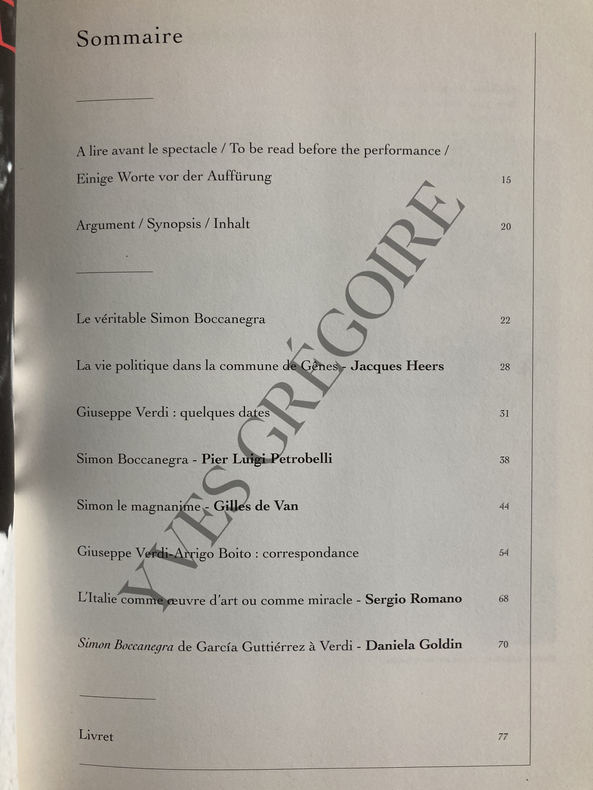 Sommaire
A lire avant le spectacle / To be read before the performance /
Einige Worte vor der Auffürung 15
Argument / Synopsis / Inhalt 20
Le véritable Simon Boccanegra 22
La vie politique dans la commune de Gênes - Jacques Heers 28
Giuseppe Verdi : quelques dates 31
Simon Boccanegra - Pier Luigi Petrobelli 38
Simon le magnanime - Gilles de Van 44
Giuseppe Verdi-Arrigo Boito : correspondance 54
L'Italie comme œuvre d'art ou comme miracle - Sergio Romano 68
Simon Boccanegra de García Guttiérrez à Verdi - Daniela Goldin 70
Livret 77
YVES GRÉGOIRE